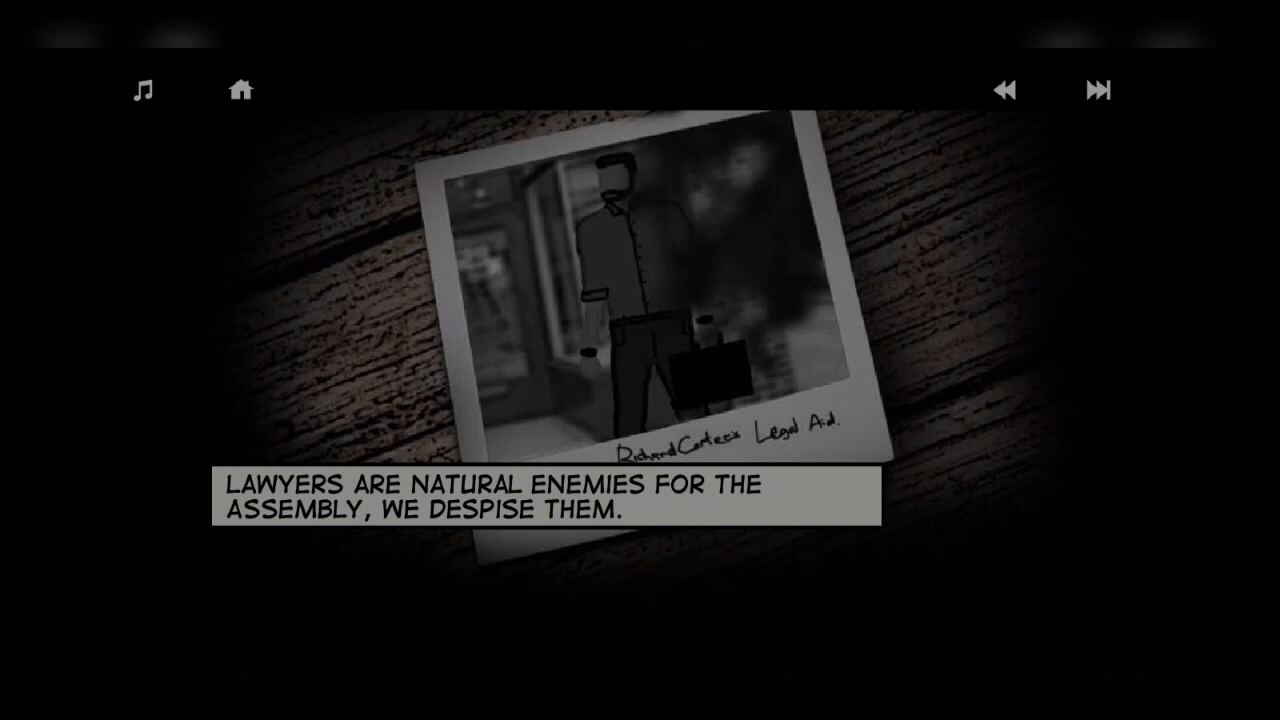 Richard Carter's Legal Aid.
LAWYERS ARE NATURAL ENEMIES FOR THE
ASSEMBLY, WE DESPISE THEM.